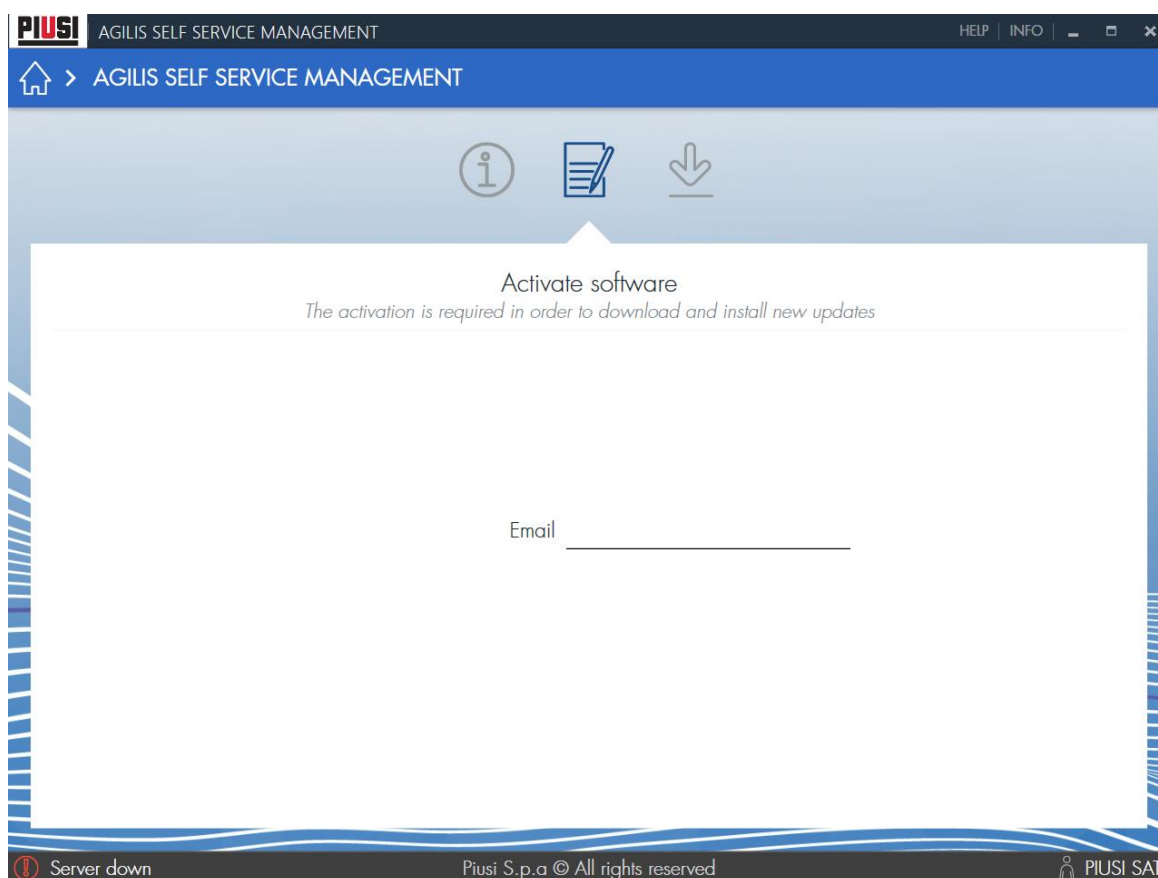 PIUSI AGILIS SELF SERVICE MANAGEMENT HELP | INFO
AGILIS SELF SERVICE MANAGEMENT
Activate software
The activation is required in order to download and install new updates
Email
Server down Piusi S.p.a © All rights reserved PIUSI SAT